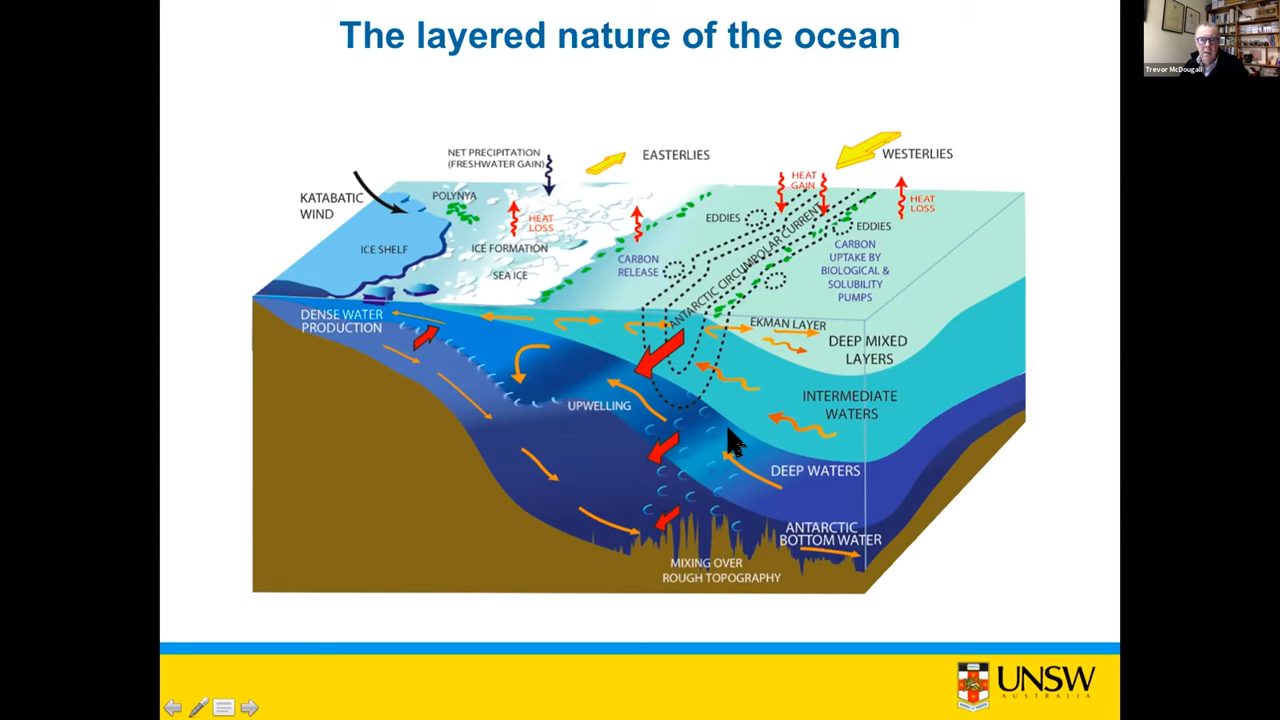 The layered nature of the ocean
Trevor McDougall
NET PRECIPITATION
(FRESHWATER GAIN)
EASTERLIES
WESTERLIES
KATABATIC
WIND
POLYNYA
HEAT
GAIN
HEAT
LOSS
HEAT
LOSS
EDDIES
EDDIES
ICE SHELF
ICE FORMATION
SEA ICE
CARBON
RELEASE
ANTARCTIC CIRCUMPOLAR CURRENT
CARBON
UPTAKE BY
BIOLOGICAL &
SOLUBILITY
PUMPS
DENSE WATER
PRODUCTION
EKMAN LAYER
DEEP MIXED
LAYERS
INTERMEDIATE
WATERS
UPWELLING
DEEP WATERS
ANTARCTIC
BOTTOM WATER
MIXING OVER
ROUGH TOPOGRAPHY
UNSW
AUSTRALIA